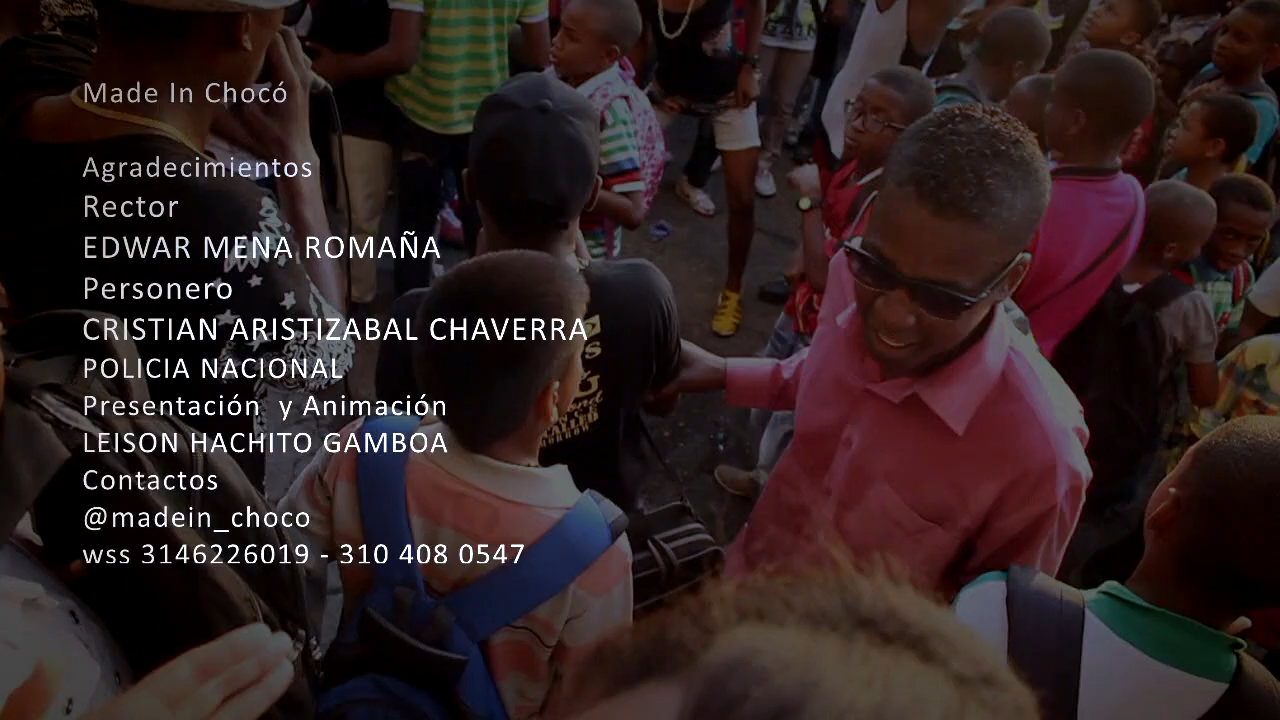 Made In Chocó
Agradecimientos
Rector
EDWAR MENA ROMAÑA
Personero
CRISTIAN ARISTIZABAL CHAVERRA
POLICIA NACIONAL
Presentación  y Animación
LEISON HACHITO GAMBOA
Contactos
@madein_choco
wss 3146226019 - 310 408 0547